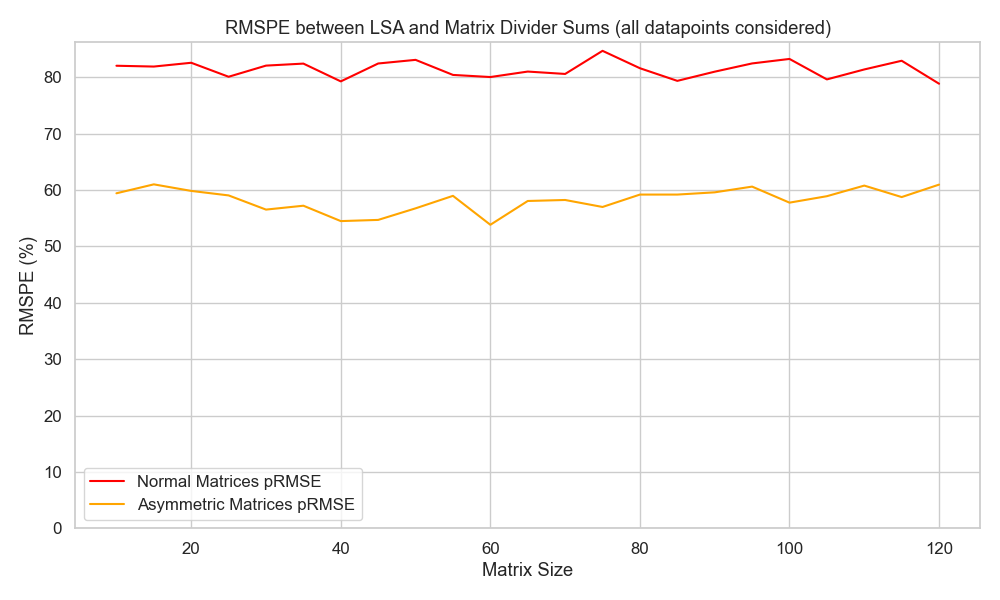 RMSPE between LSA and Matrix Divider Sums (all datapoints considered)
RMSPE (%)
80
70
60
50
40
30
20
10
0
Normal Matrices pRMSE
Asymmetric Matrices pRMSE
20 40 60 80 100 120
Matrix Size